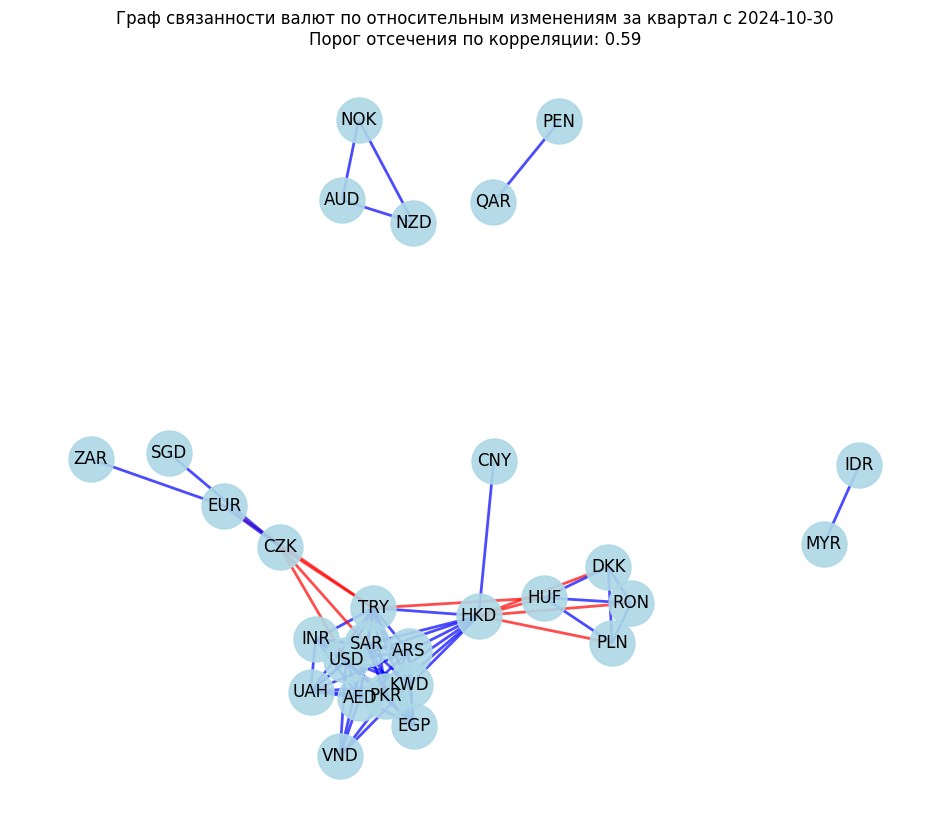 Граф связанности валют по относительным изменениям за квартал с 2024-10-30
Порог отсечения по корреляции: 0.59
NOK
PEN
AUD
QAR
NZD
ZAR
SGD
CNY
IDR
EUR
CZK
MYR
DKK
TRY
HUF
RON
HKD
INR
SAR
ARS
PLN
USD
UAH
AED
PKR
KWD
EGP
VND